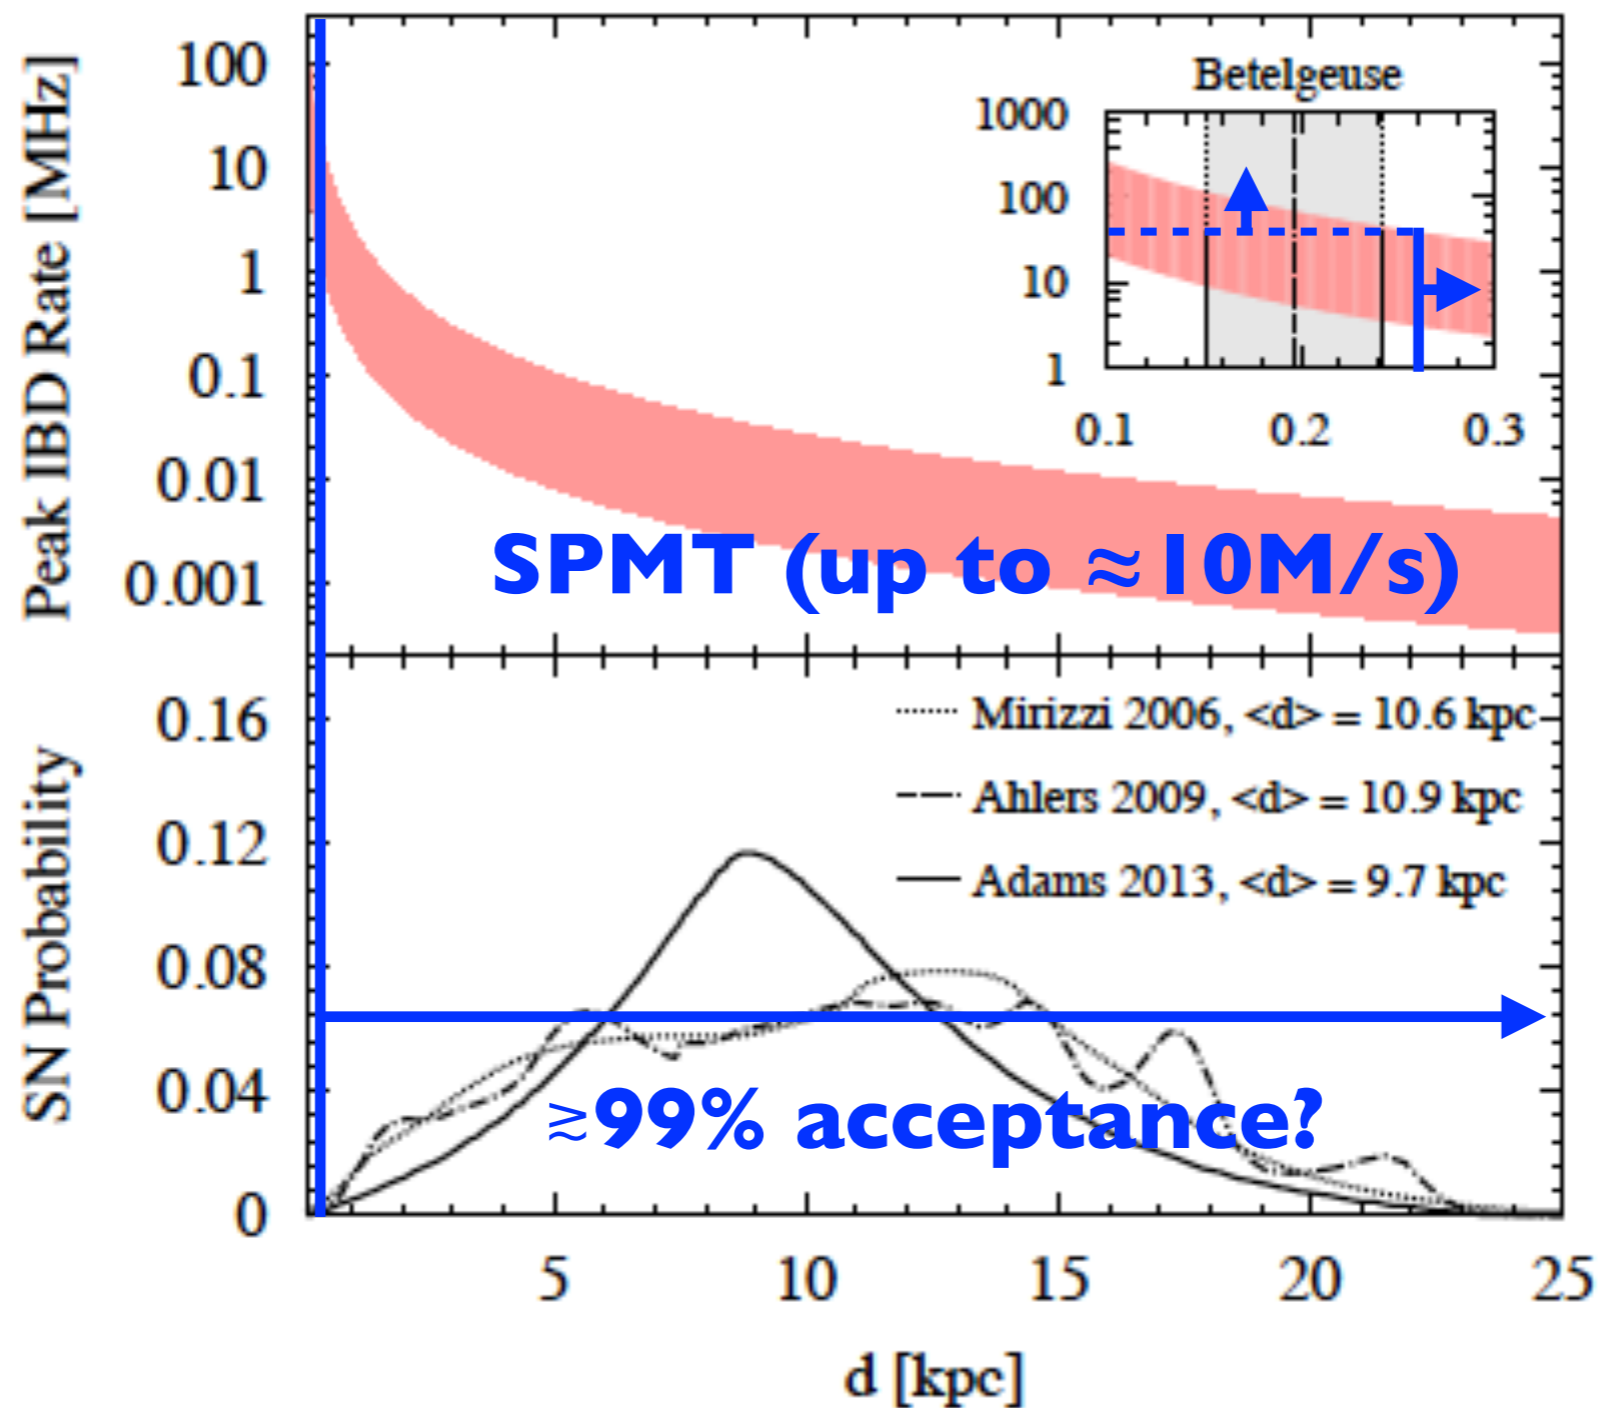 Peak IBD Rate [MHz]
100
10
1
0.1
0.01
0.001
Betelgeuse
1000
100
10
1
0.1 0.2 0.3
SPMT (up to ≈10M/s)
SN Probability
0.16
0.12
0.08
0.04
0
Mirizzi 2006, <d> = 10.6 kpc
Ahlers 2009, <d> = 10.9 kpc
Adams 2013, <d> = 9.7 kpc
≳99% acceptance?
5 10 15 20 25
d [kpc]